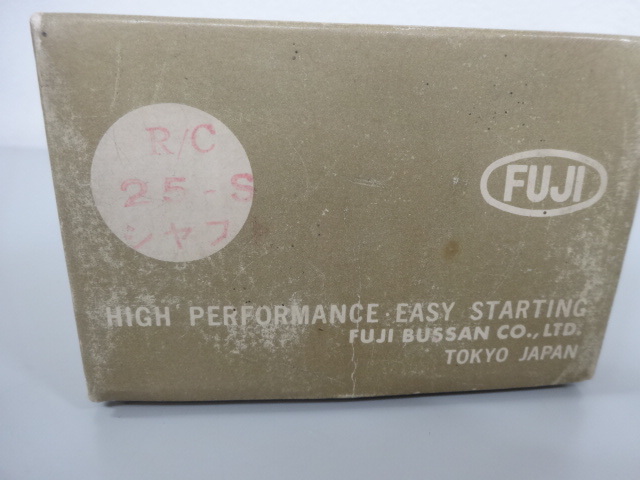 R/C
25-S
シャフ
FUJI
HIGH PERFORMANCE·EASY STARTING
FUJI BUSSAN CO., LTD.
TOKYO JAPAN